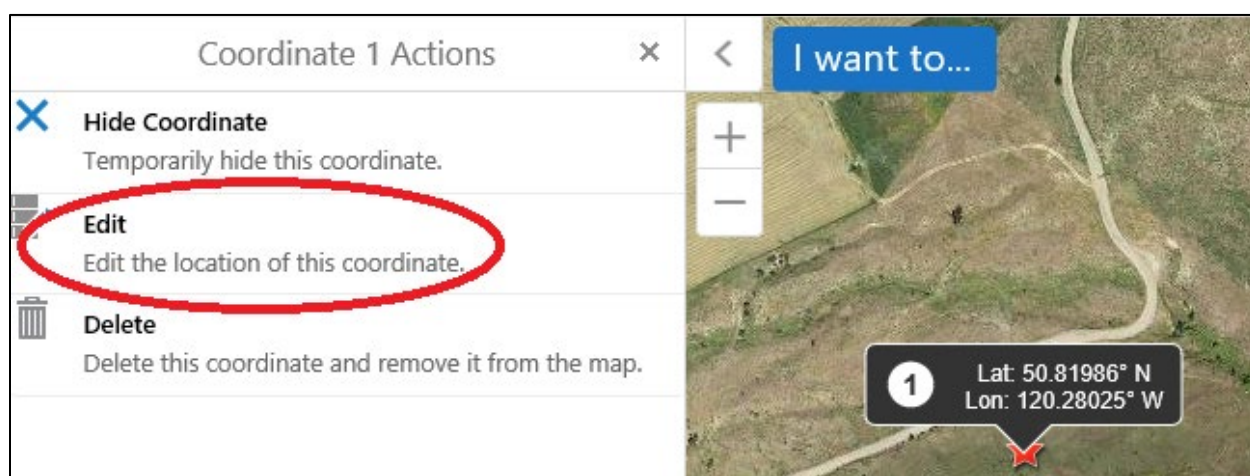 Coordinate 1 Actions
Hide Coordinate
Temporarily hide this coordinate.
Edit
Edit the location of this coordinate.
Delete
Delete this coordinate and remove it from the map.
I want to...
1
Lat: 50.81986° N
Lon: 120.28025° W